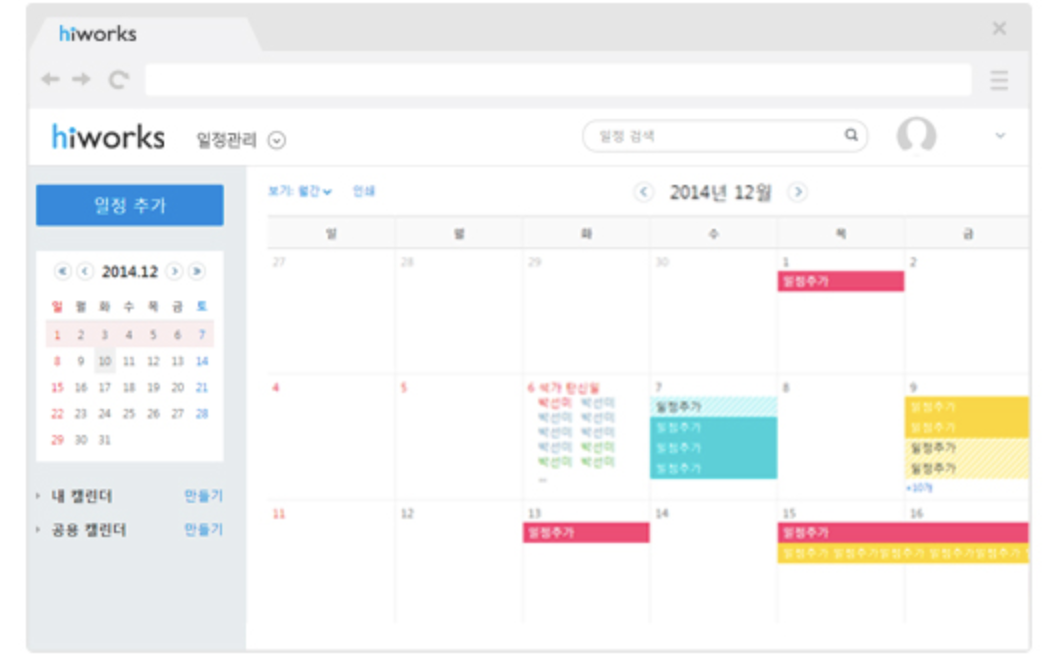 hiworks
hiworks 일정관리 일정 검색
일정 추가
보기: 월간 인쇄 2014년 12월
일 월 화 수 목 금
2014.12
일 월 화 수 목 금 토
1 2 3 4 5 6 7
8 9 10 11 12 13 14
15 16 17 18 19 20 21
22 23 24 25 26 27 28
29 30 31
내 캘린더 만들기
공용 캘린더 만들기
27 28 29 30 1 2
일정추가
4 5 6 석가 탄신일 7 8 9
박선미 박선미 일정추가 일정추가
박선미 박선미 일정추가 일정추가
박선미 박선미 일정추가 일정추가
박선미 박선미 일정추가 일정추가
박선미 박선미
...
+10개
11 12 13 14 15 16
일정추가 일정추가
일정추가 일정추가일정추가 일정추가일정추가